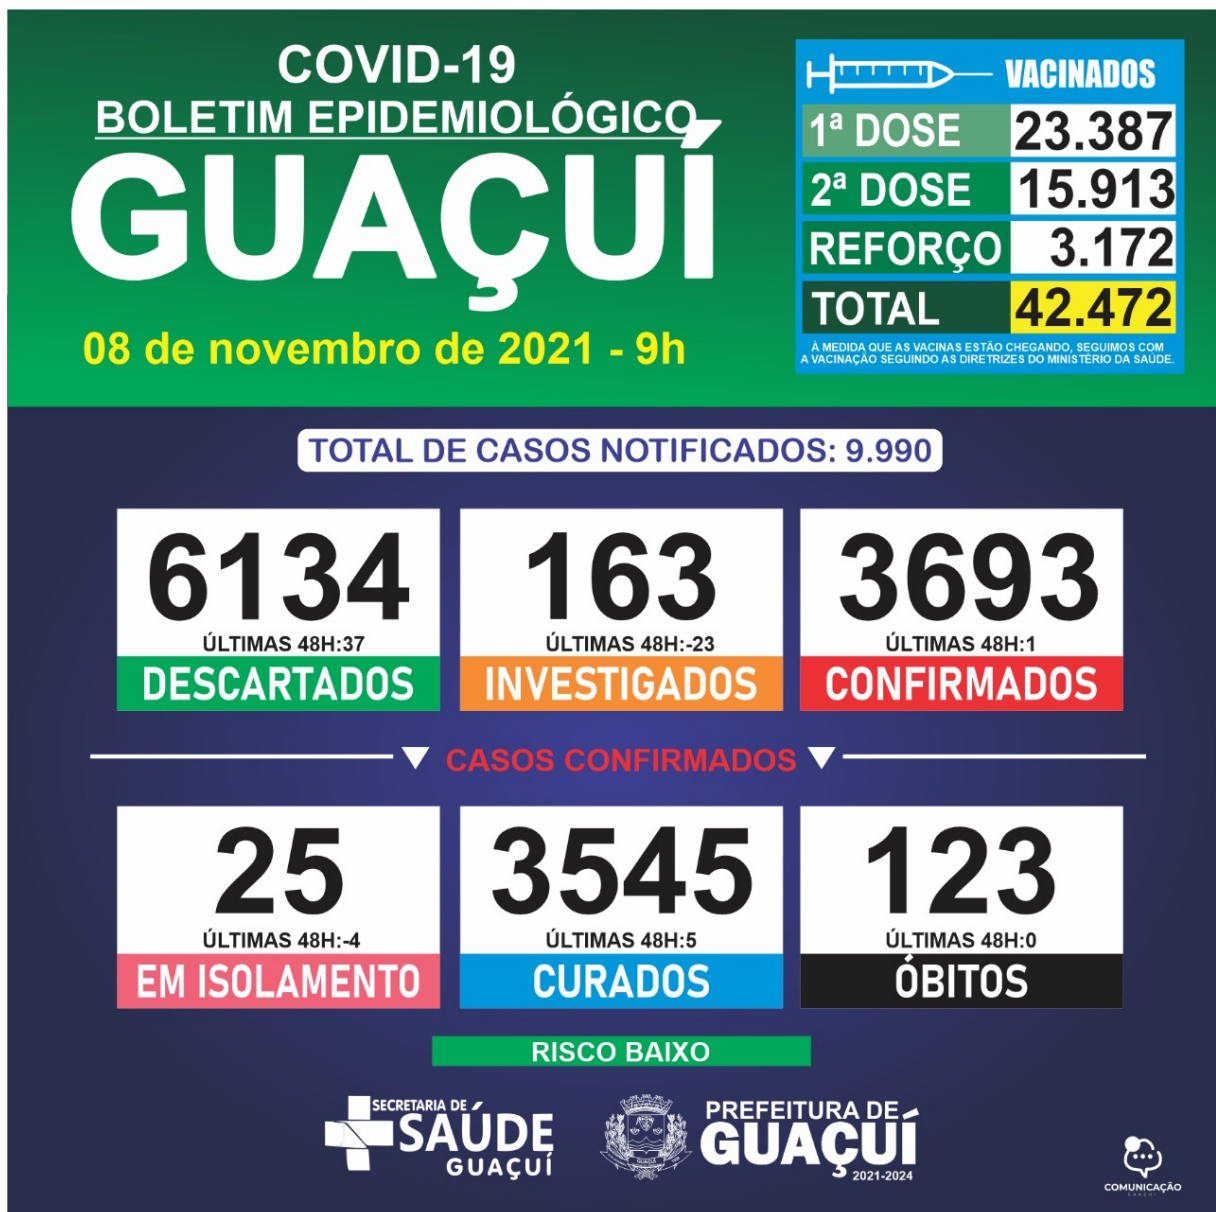 COVID-19
BOLETIM EPIDEMIOLÓGICO
GUAÇUÍ
08 de novembro de 2021 - 9h
VACINADOS
1ª DOSE 23.387
2ª DOSE 15.913
REFORÇO 3.172
TOTAL 42.472
À MEDIDA QUE AS VACINAS ESTÃO CHEGANDO, SEGUIMOS COM
A VACINAÇÃO SEGUINDO AS DIRETRIZES DO MINISTÉRIO DA SAÚDE.
TOTAL DE CASOS NOTIFICADOS: 9.990
6134
ÚLTIMAS 48H:37
DESCARTADOS
163
ÚLTIMAS 48H:-23
INVESTIGADOS
3693
ÚLTIMAS 48H:1
CONFIRMADOS
CASOS CONFIRMADOS
25
ÚLTIMAS 48H:-4
EM ISOLAMENTO
3545
ÚLTIMAS 48H:5
CURADOS
123
ÚLTIMAS 48H:0
ÓBITOS
RISCO BAIXO
SECRETARIA DE
SAÚDE
GUAÇUÍ
GUAÇUÍ
PREFEITURA DE
GUAÇUÍ
2021-2024
COMUNICAÇÃO
GUAÇUÍ